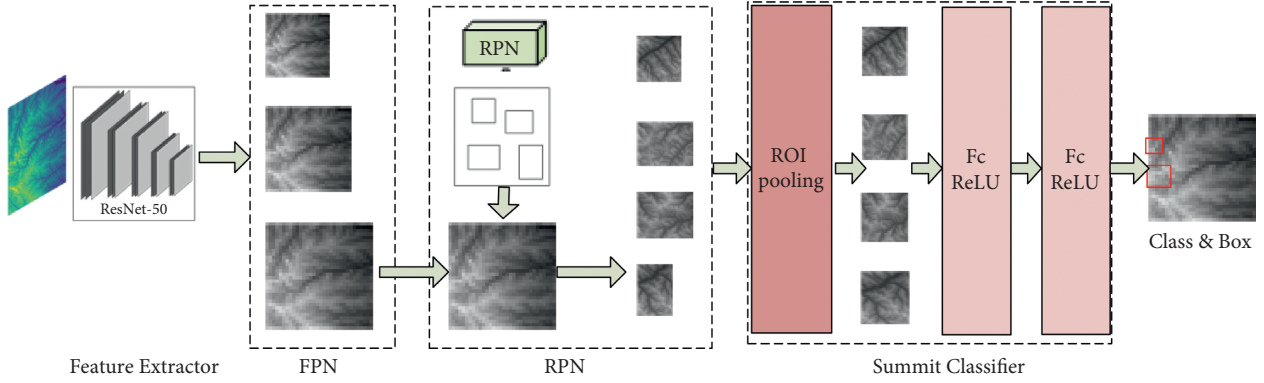 RPN
ResNet-50
ROI
pooling
Fc
ReLU
Fc
ReLU
Class & Box
Feature Extractor
FPN
RPN
Summit Classifier